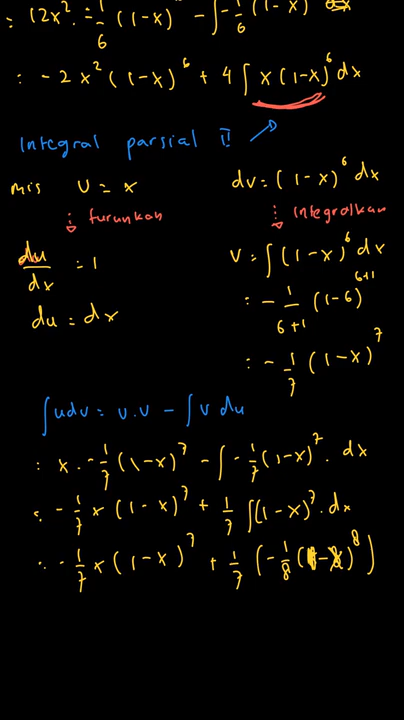 = 12x². -1/6 (1-x)⁶ - ∫ -1/6 (1-x)⁶
= -2x² (1-x)⁶ + 4 ∫ x (1-x)⁶ dx
Integral parsial II
mis u = x
dv = (1-x)⁶ dx
turunkan
integralkan
du/dx = 1
v = ∫ (1-x)⁶ dx
du = dx
= - 1/6+1 (1-6)⁶⁺¹
= - 1/7 (1-x)⁷
∫ u dv = u.v - ∫ v du
= x. -1/7 (1-x)⁷ - ∫ -1/7 (1-x)⁷. dx
= -1/7 x (1-x)⁷ + 1/7 ∫ (1-x)⁷. dx
= -1/7 x (1-x)⁷ + 1/7 (-1/8 (1-x)⁸)